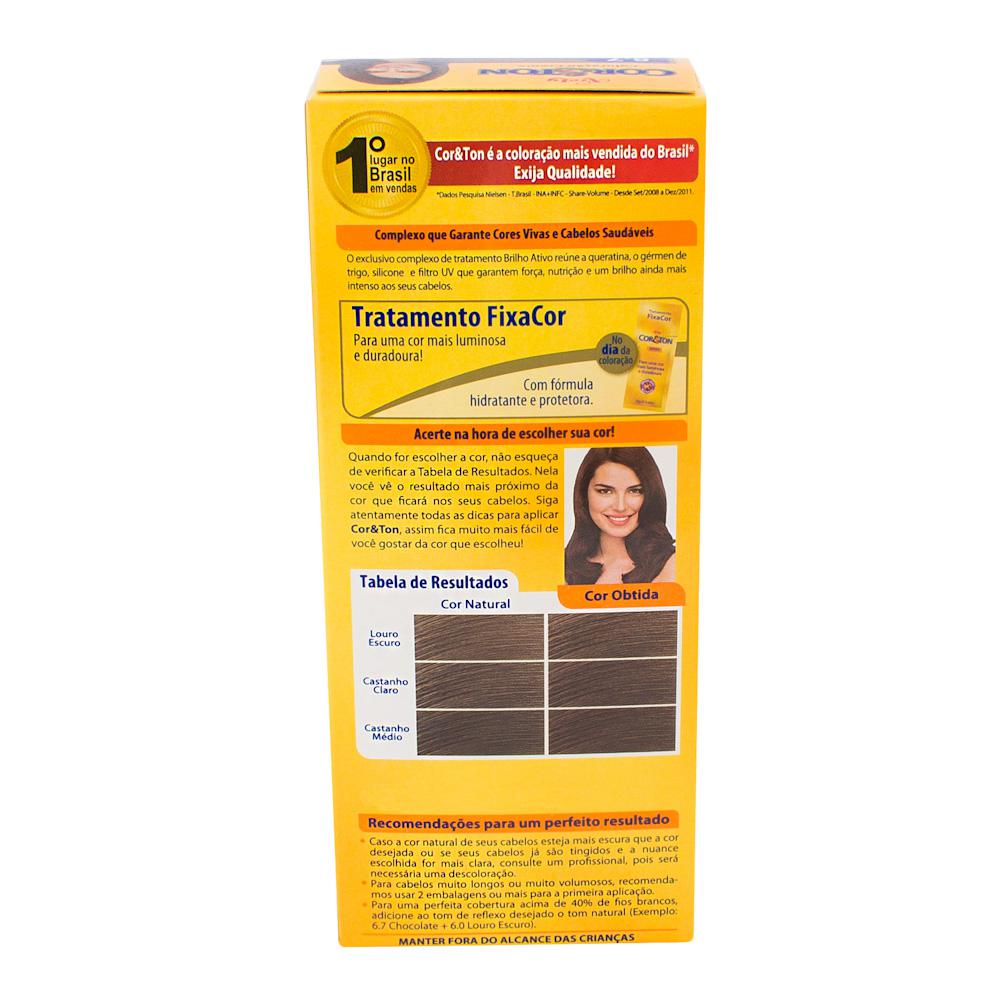 COR&TON
Niely
1º
lugar no
Brasil
em vendas
Cor&Ton é a coloração mais vendida do Brasil*
Exija Qualidade!
*Dados Pesquisa Nielsen - T.Brasil - INA+INFC - Share-Volume - Desde Set/2008 a Dez/2011.
Complexo que Garante Cores Vivas e Cabelos Saudáveis
O exclusivo complexo de tratamento Brilho Ativo reúne a queratina, o gérmen de
trigo, silicone e filtro UV que garantem força, nutrição e um brilho ainda mais
intenso aos seus cabelos.
Tratamento FixaCor
Para uma cor mais luminosa
e duradoura!
No
dia da
coloração
Tratamento
FixaCor
COR&TON
Para uma cor
mais luminosa
e duradoura
Com fórmula
hidratante e protetora.
Acerte na hora de escolher sua cor!
Quando for escolher a cor, não esqueça
de verificar a Tabela de Resultados. Nela
você vê o resultado mais próximo da
cor que ficará nos seus cabelos. Siga
atentamente todas as dicas para aplicar
Cor&Ton, assim fica muito mais fácil de
você gostar da cor que escolheu!
Tabela de Resultados
Cor Natural
Cor Obtida
Louro
Escuro
Castanho
Claro
Castanho
Médio
Recomendações para um perfeito resultado
• Caso a cor natural de seus cabelos esteja mais escura que a cor
desejada ou se seus cabelos já são tingidos e a nuance
escolhida for mais clara, consulte um profissional, pois será
necessária uma descoloração.
• Para cabelos muito longos ou muito volumosos, recomenda-
mos usar 2 embalagens ou mais para a primeira aplicação.
• Para uma perfeita cobertura acima de 40% de fios brancos,
adicione ao tom de reflexo desejado o tom natural (Exemplo:
6.7 Chocolate + 6.0 Louro Escuro).
MANTER FORA DO ALCANCE DAS CRIANÇAS